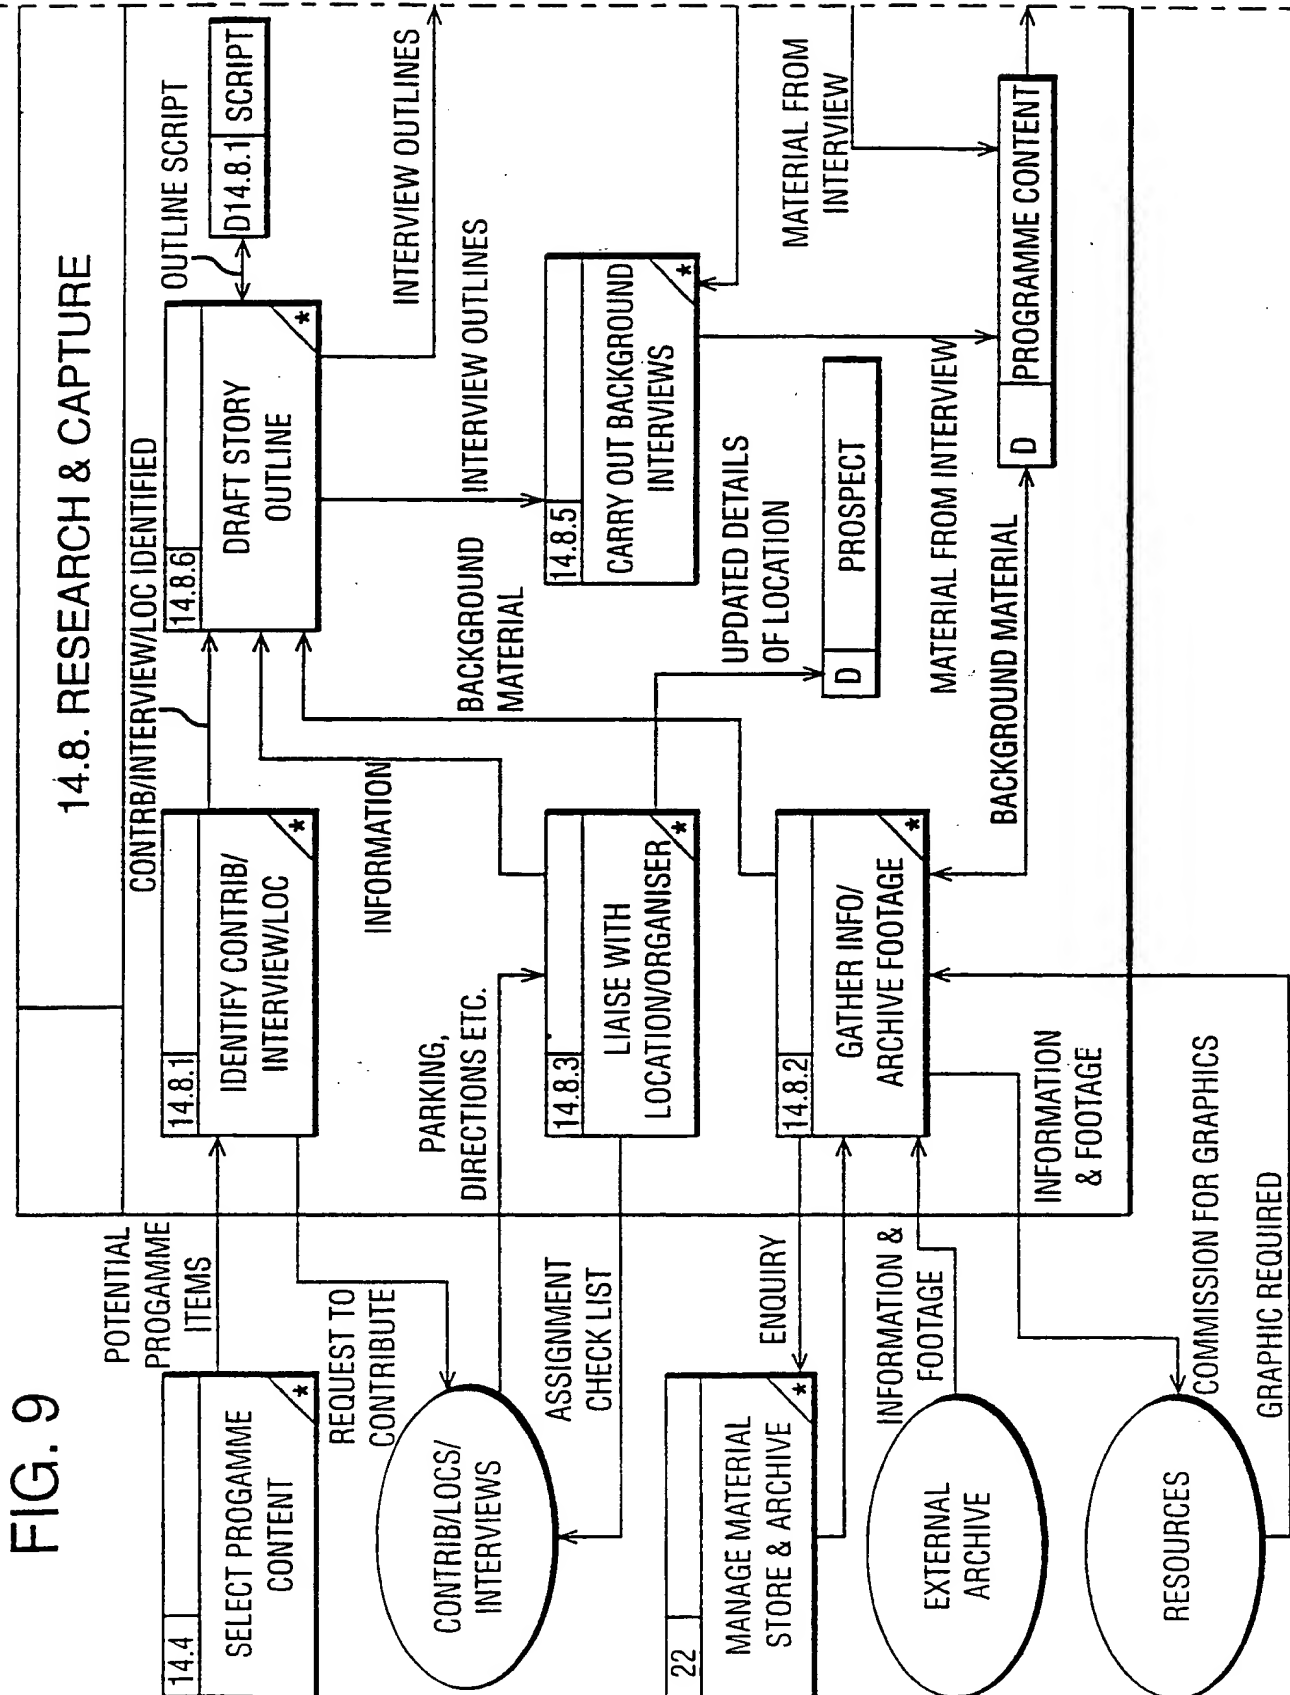 FIG. 9
14.8. RESEARCH & CAPTURE
14.4
SELECT PROGAMME
CONTENT
*
POTENTIAL
PROGAMME
ITEMS
14.8.1
IDENTIFY CONTRIB/
INTERVIEW/LOC
*
CONTRB/INTERVIEW/LOC IDENTIFIED
14.8.6
DRAFT STORY
OUTLINE
*
OUTLINE SCRIPT
D14.8.1 SCRIPT
REQUEST TO
CONTRIBUTE
INFORMATION
INTERVIEW OUTLINES
CONTRIB/LOCS/
INTERVIEWS
PARKING,
DIRECTIONS ETC.
BACKGROUND
MATERIAL
INTERVIEW OUTLINES
ASSIGNMENT
CHECK LIST
14.8.3
LIAISE WITH
LOCATION/ORGANISER
*
14.8.5
CARRY OUT BACKGROUND
INTERVIEWS
*
22
MANAGE MATERIAL
STORE & ARCHIVE
*
ENQUIRY
UPDATED DETAILS
OF LOCATION
MATERIAL FROM
INTERVIEW
14.8.2
GATHER INFO/
ARCHIVE FOOTAGE
*
D PROSPECT
EXTERNAL
ARCHIVE
INFORMATION &
FOOTAGE
MATERIAL FROM INTERVIEW
BACKGROUND MATERIAL
D PROGRAMME CONTENT
INFORMATION
& FOOTAGE
RESOURCES
COMMISSION FOR GRAPHICS
GRAPHIC REQUIRED